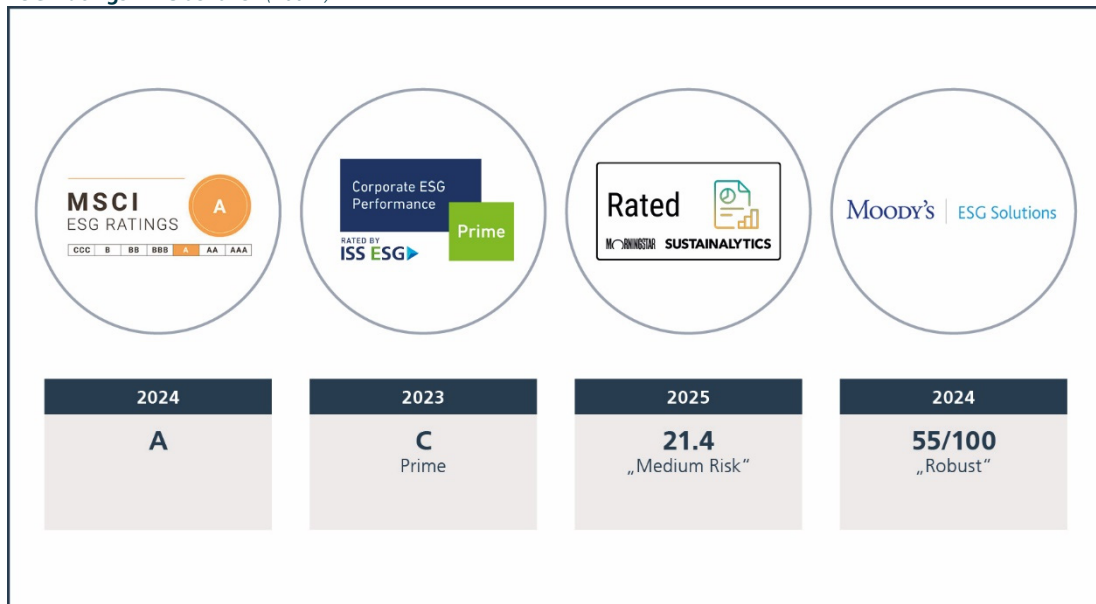 MSCI
ESG RATINGS
A
CCC B BB BBB A AA AAA
Corporate ESG
Performance
Prime
RATED BY
ISS ESG
Rated
MORNINGSTAR SUSTAINALYTICS
MOODY'S ESG Solutions
2024
A
2023
C
Prime
2025
21.4
„Medium Risk“
2024
55/100
„Robust“